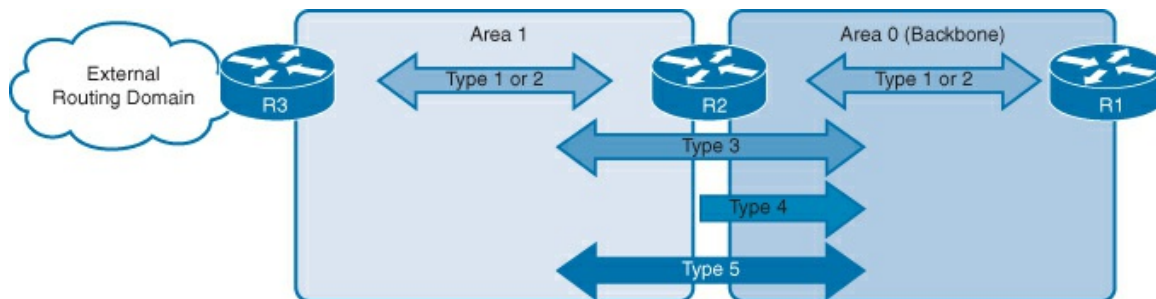 Area 1
Area 0 (Backbone)
External
Routing Domain
R3
Type 1 or 2
R2
Type 1 or 2
R1
Type 3
Type 4
Type 5